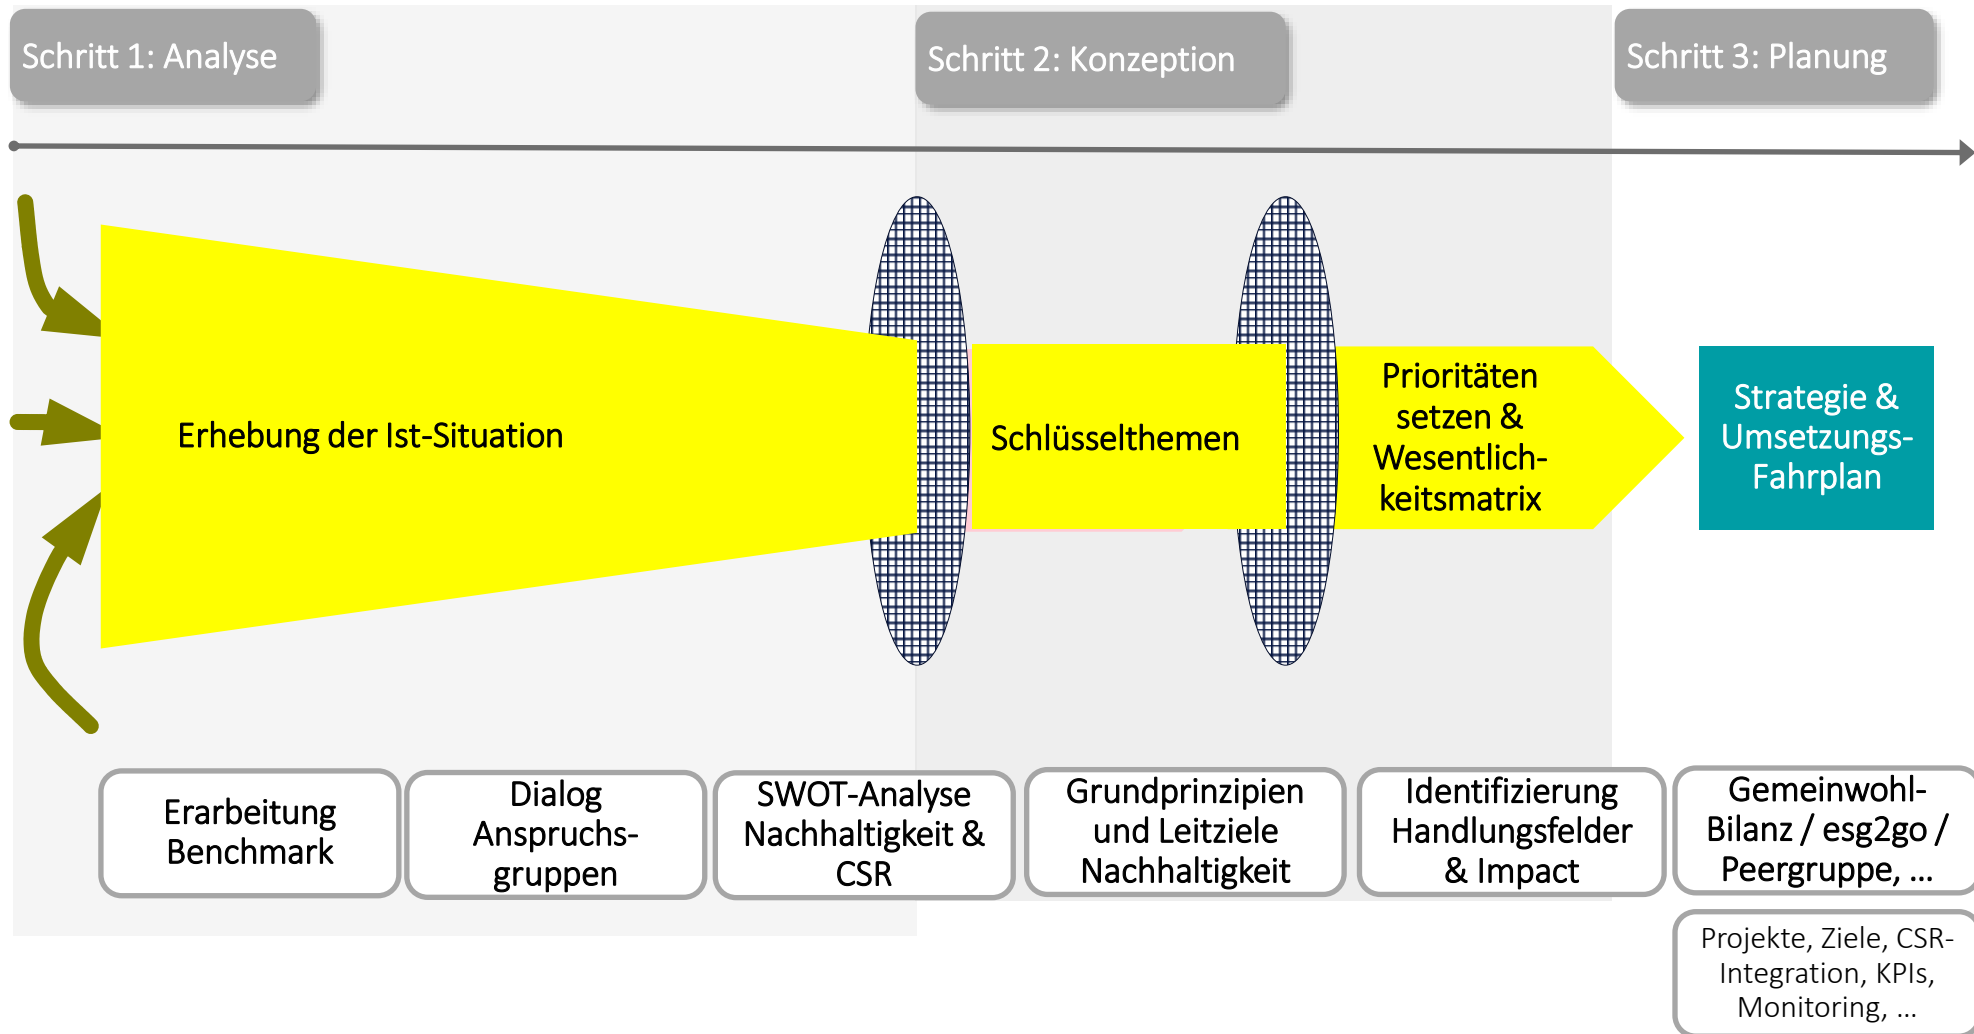 Schritt 1: Analyse
Schritt 2: Konzeption
Schritt 3: Planung
Erhebung der Ist-Situation
Schlüsselthemen
Prioritäten
setzen &
Wesentlich-
keitsmatrix
Strategie &
Umsetzungs-
Fahrplan
Erarbeitung
Benchmark
Dialog
Anspruchs-
gruppen
SWOT-Analyse
Nachhaltigkeit &
CSR
Grundprinzipien
und Leitziele
Nachhaltigkeit
Identifizierung
Handlungsfelder
& Impact
Gemeinwohl-
Bilanz / esg2go /
Peergruppe, ...
Projekte, Ziele, CSR-
Integration, KPIs,
Monitoring, ...